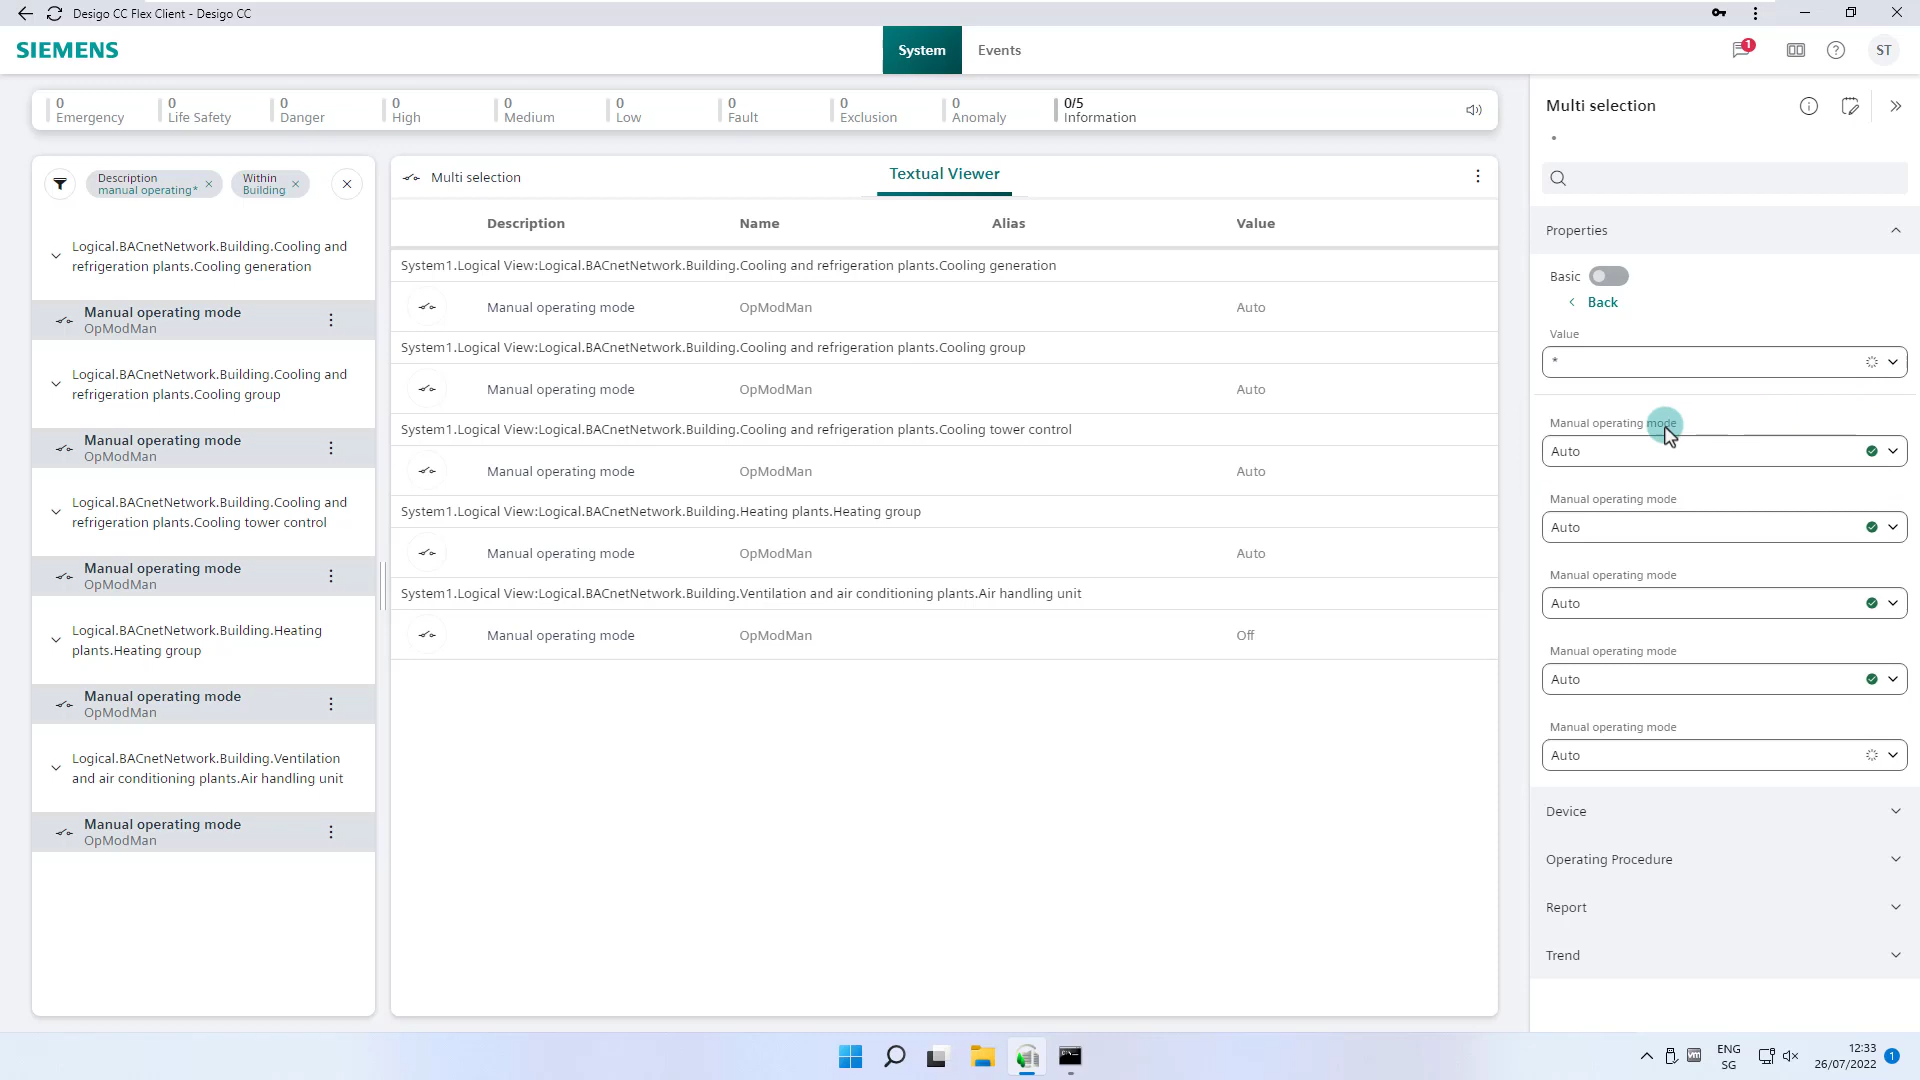 Desigo CC Flex Client - Desigo CC
SIEMENS
System
Events
1
ST
0
Emergency
0
Life Safety
0
Danger
0
High
0
Medium
0
Low
0
Fault
0
Exclusion
0
Anomaly
0/5
Information
Description
manual operating*
Within
Building
Logical.BACnetNetwork.Building.Cooling and
refrigeration plants.Cooling generation
Manual operating mode
OpModMan
Logical.BACnetNetwork.Building.Cooling and
refrigeration plants.Cooling group
Manual operating mode
OpModMan
Logical.BACnetNetwork.Building.Cooling and
refrigeration plants.Cooling tower control
Manual operating mode
OpModMan
Logical.BACnetNetwork.Building.Heating
plants.Heating group
Manual operating mode
OpModMan
Logical.BACnetNetwork.Building.Ventilation
and air conditioning plants.Air handling unit
Manual operating mode
OpModMan
Multi selection
Textual Viewer
Description Name Alias Value
System1.Logical View:Logical.BACnetNetwork.Building.Cooling and refrigeration plants.Cooling generation
Manual operating mode OpModMan Auto
System1.Logical View:Logical.BACnetNetwork.Building.Cooling and refrigeration plants.Cooling group
Manual operating mode OpModMan Auto
System1.Logical View:Logical.BACnetNetwork.Building.Cooling and refrigeration plants.Cooling tower control
Manual operating mode OpModMan Auto
System1.Logical View:Logical.BACnetNetwork.Building.Heating plants.Heating group
Manual operating mode OpModMan Auto
System1.Logical View:Logical.BACnetNetwork.Building.Ventilation and air conditioning plants.Air handling unit
Manual operating mode OpModMan Off
Multi selection
•
Properties
Basic
Back
Value
*
Manual operating mode
Auto
Manual operating mode
Auto
Manual operating mode
Auto
Manual operating mode
Auto
Manual operating mode
Auto
Device
Operating Procedure
Report
Trend
ENG
SG
12:33
26/07/2022
1